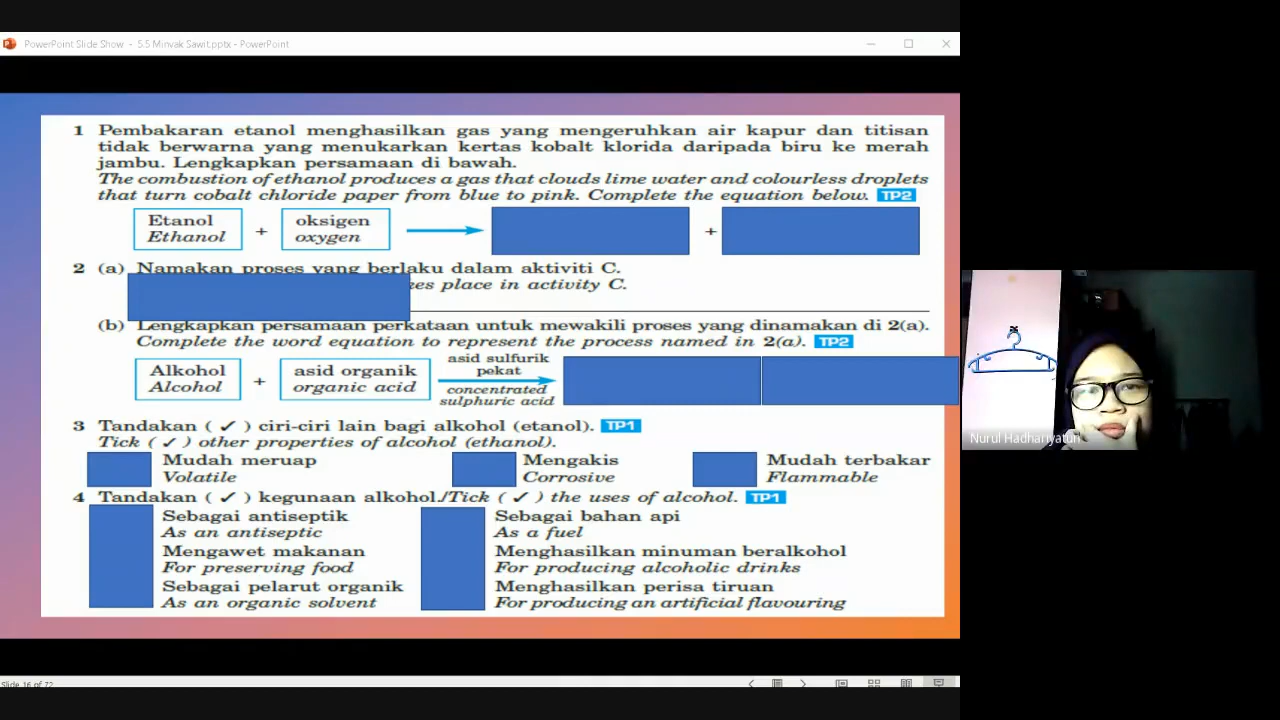 PowerPoint Slide Show - 5.5 Minyak Sawit.pptx - PowerPoint
1 Pembakaran etanol menghasilkan gas yang mengeruhkan air kapur dan titisan
tidak berwarna yang menukarkan kertas kobalt klorida daripada biru ke merah
jambu. Lengkapkan persamaan di bawah.
The combustion of ethanol produces a gas that clouds lime water and colourless droplets
that turn cobalt chloride paper from blue to pink. Complete the equation below. TP2
Etanol + oksigen +
Ethanol oxygen
2 (a) Namakan proses yang berlaku dalam aktiviti C.
place in activity C.
(b) Lengkapkan persamaan perkataan untuk mewakili proses yang dinamakan di 2(a).
Complete the word equation to represent the process named in 2(a). TP2
Alkohol + asid organik
Alcohol organic acid
asid sulfurik
pekat
concentrated
sulphuric acid
3 Tandakan ( ✓ ) ciri-ciri lain bagi alkohol (etanol). TP1
Tick ( ✓ ) other properties of alcohol (ethanol).
Mudah meruap Mengakis Mudah terbakar
Volatile Corrosive Flammable
4 Tandakan ( ✓ ) kegunaan alkohol./Tick ( ✓ ) the uses of alcohol. TP1
Sebagai antiseptik Sebagai bahan api
As an antiseptic As a fuel
Mengawet makanan Menghasilkan minuman beralkohol
For preserving food For producing alcoholic drinks
Sebagai pelarut organik Menghasilkan perisa tiruan
As an organic solvent For producing an artificial flavouring
Nurul Hadhariyatun
Slide 16 of 72